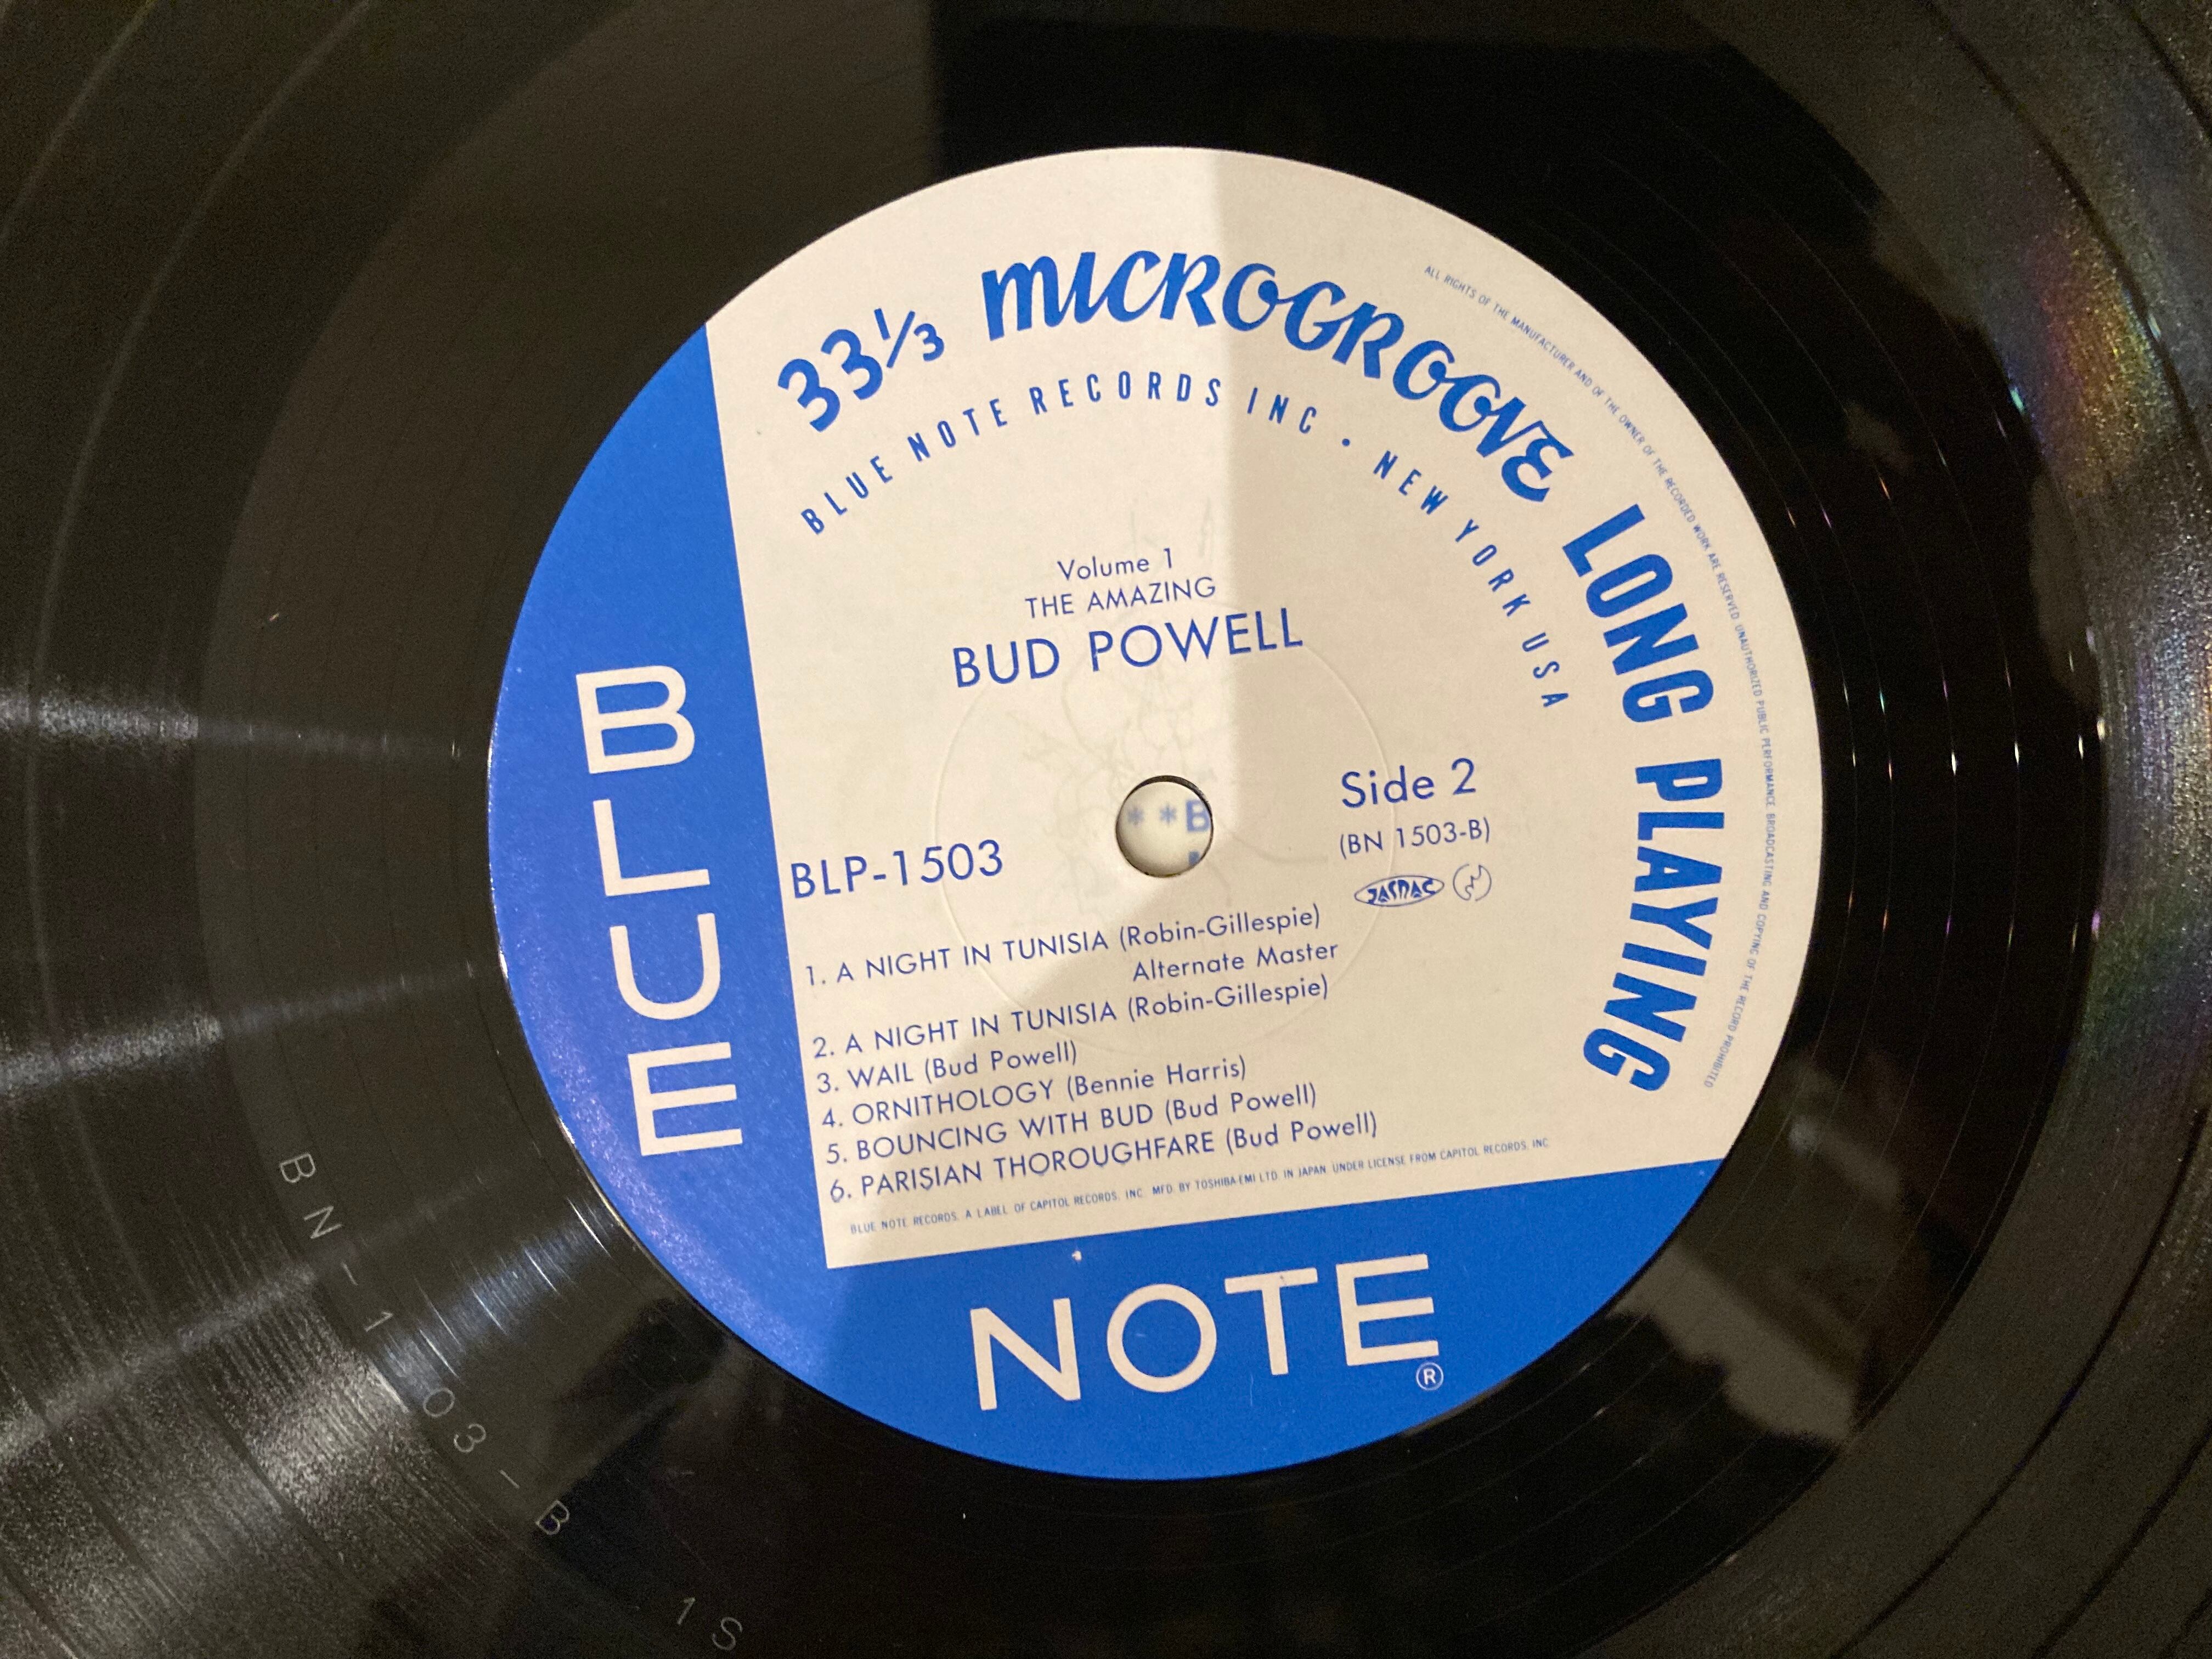 33⅓ MICROGROOVE LONG PLAYING
BLUE NOTE RECORDS INC • NEW YORK USA
ALL RIGHTS OF THE MANUFACTURER AND OF THE OWNER OF THE RECORDED WORK ARE RESERVED UNAUTHORIZED PUBLIC PERFORMANCE BROADCASTING AND COPYING OF THE RECORD PROHIBITED
Volume 1
THE AMAZING
BUD POWELL
Side 2
(BN 1503-B)
BLP-1503
JASRAC
**B
1. A NIGHT IN TUNISIA (Robin-Gillespie)
Alternate Master
2. A NIGHT IN TUNISIA (Robin-Gillespie)
3. WAIL (Bud Powell)
4. ORNITHOLOGY (Bennie Harris)
5. BOUNCING WITH BUD (Bud Powell)
6. PARISIAN THOROUGHFARE (Bud Powell)
BLUE NOTE RECORDS, A LABEL OF CAPITOL RECORDS, INC. MFD. BY TOSHIBA-EMI LTD. IN JAPAN. UNDER LICENSE FROM CAPITOL RECORDS, INC
BLUE
NOTE
®
BN-1 03-B
1S